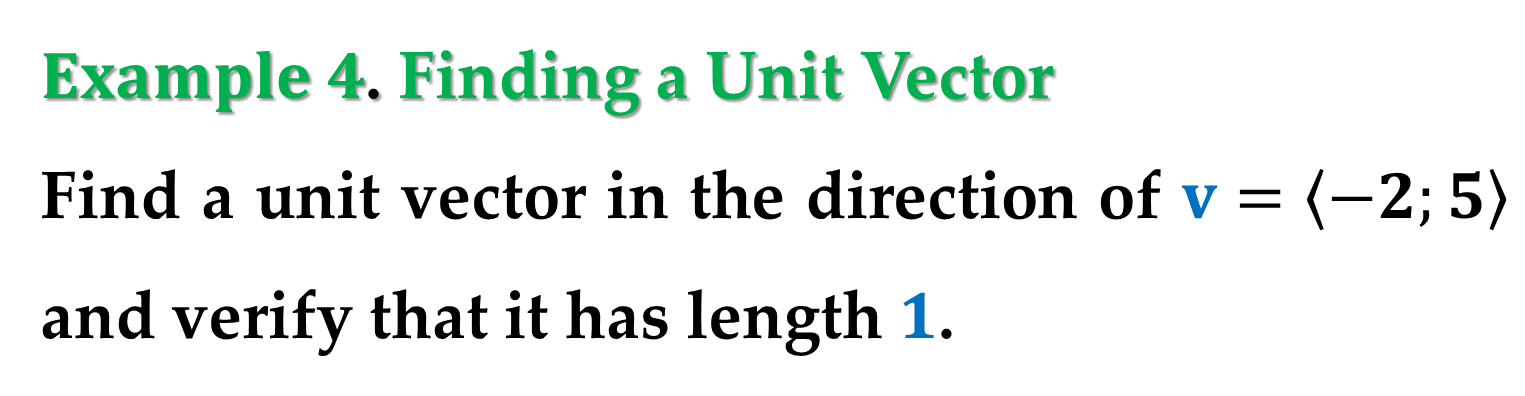 Example 4. Finding a Unit Vector
Find a unit vector in the direction of v = ⟨−2; 5⟩
and verify that it has length 1.